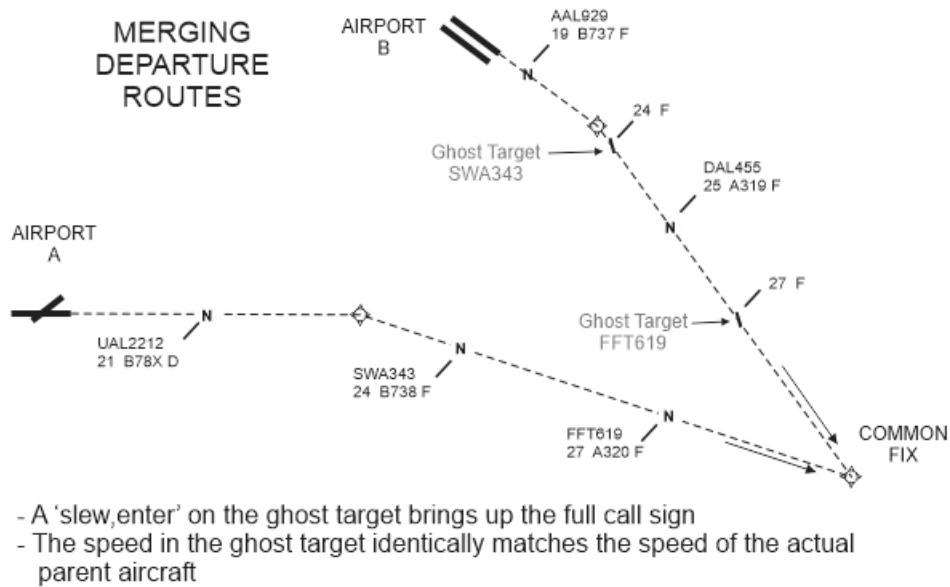 MERGING
DEPARTURE
ROUTES
AIRPORT
B
AAL929
19 B737 F
24 F
Ghost Target
SWA343
DAL455
25 A319 F
AIRPORT
A
27 F
Ghost Target
FFT619
N
N
N
N
N
UAL2212
21 B78X D
SWA343
24 B738 F
FFT619
27 A320 F
COMMON
FIX
- A 'slew,enter' on the ghost target brings up the full call sign
- The speed in the ghost target identically matches the speed of the actual
parent aircraft